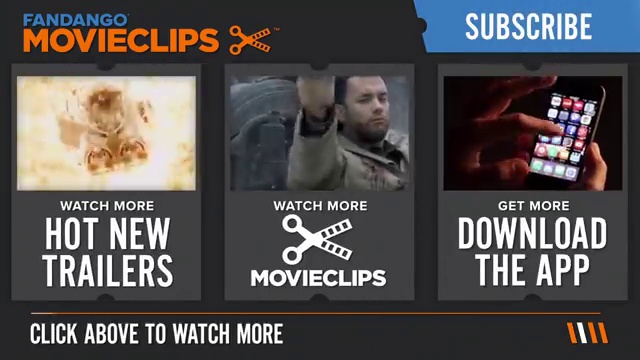 FANDANGO
MOVIECLIPS
SUBSCRIBE
WATCH MORE
HOT NEW
TRAILERS
WATCH MORE
MOVIECLIPS
GET MORE
DOWNLOAD
THE APP
CLICK ABOVE TO WATCH MORE